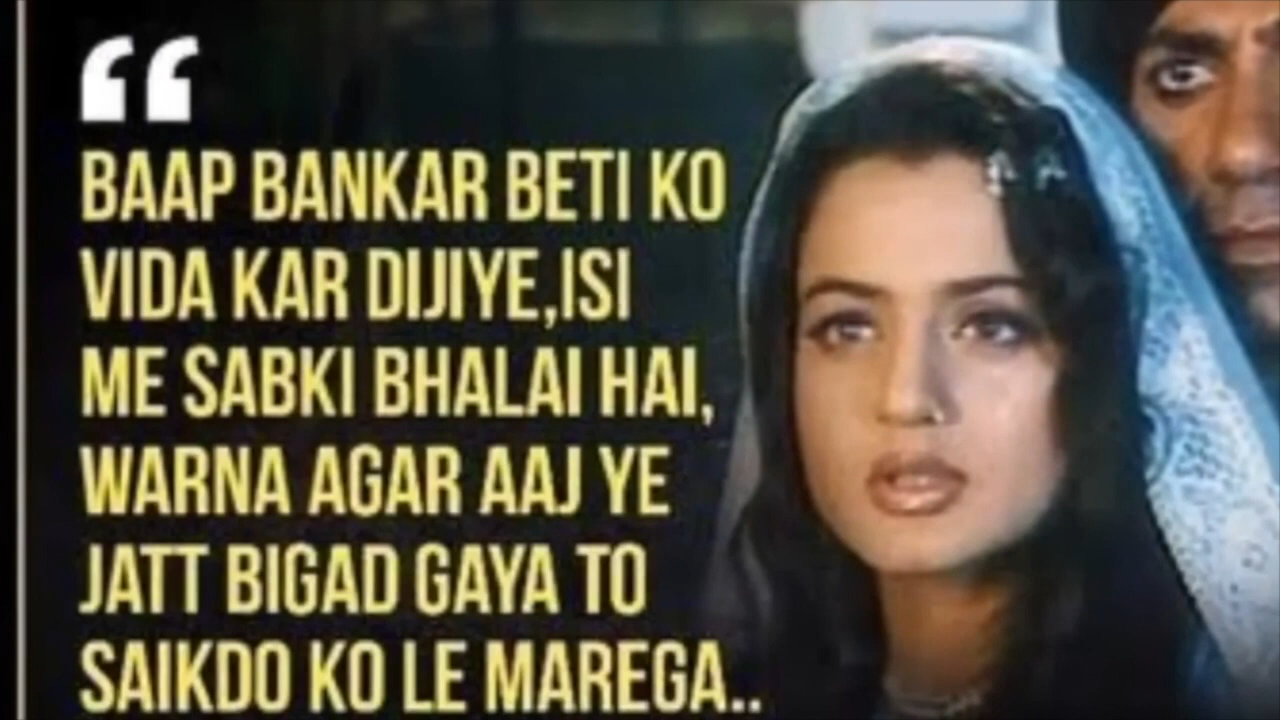 “
BAAP BANKAR BETI KO
VIDA KAR DIJIYE,ISI
ME SABKI BHALAI HAI,
WARNA AGAR AAJ YE
JATT BIGAD GAYA TO
SAIKDO KO LE MAREGA..